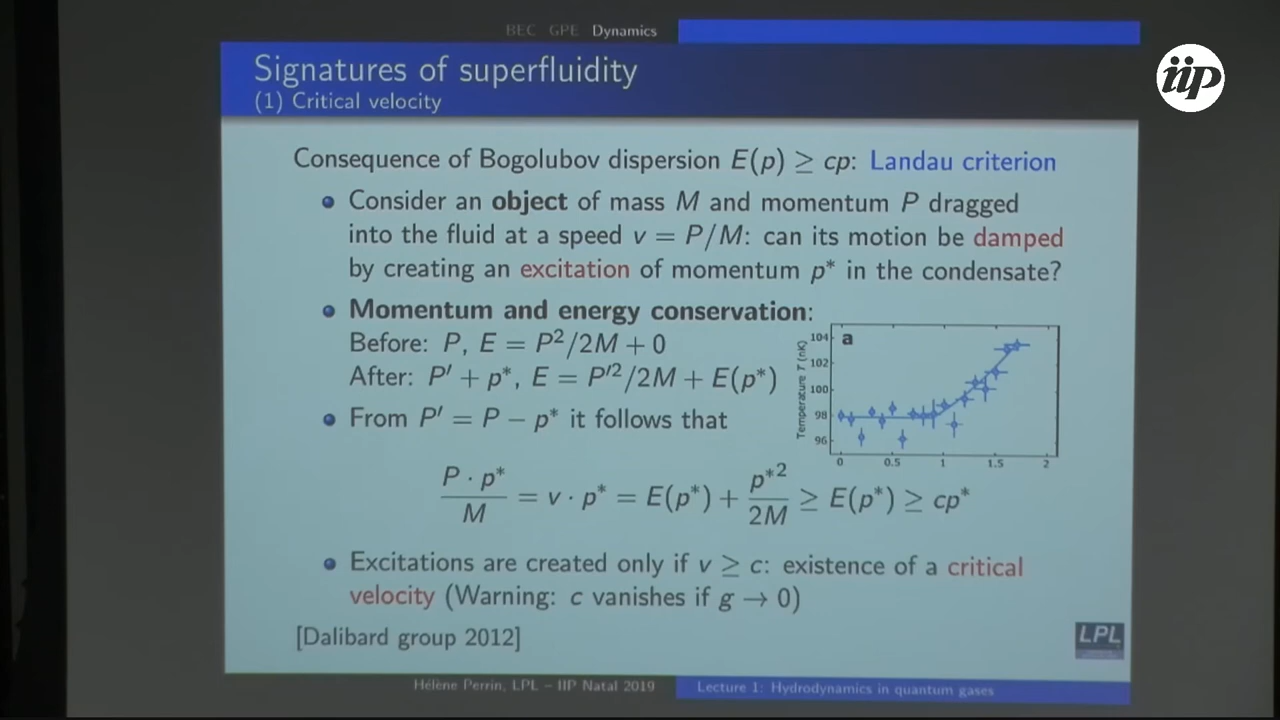 BEC GPE Dynamics
iip
Signatures of superfluidity
(1) Critical velocity
Consequence of Bogolubov dispersion E(p) ≥ cp: Landau criterion
Consider an object of mass M and momentum P dragged
into the fluid at a speed v = P/M: can its motion be damped
by creating an excitation of momentum p* in the condensate?
Momentum and energy conservation:
Before: P, E = P²/2M + 0
After: P′ + p*, E = P′²/2M + E(p*)
From P′ = P − p* it follows that
a
Temperature T (nK)
104
102
100
98
96
0 0.5 1 1.5 2
P · p*/M = v · p* = E(p*) + p*²/2M ≥ E(p*) ≥ cp*
Excitations are created only if v ≥ c: existence of a critical
velocity (Warning: c vanishes if g → 0)
[Dalibard group 2012]
LPL
Hélène Perrin, LPL – IIP Natal 2019 Lecture 1: Hydrodynamics in quantum gases